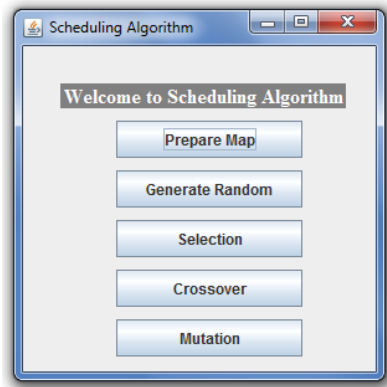 Scheduling Algorithm
Welcome to Scheduling Algorithm
Prepare Map
Generate Random
Selection
Crossover
Mutation